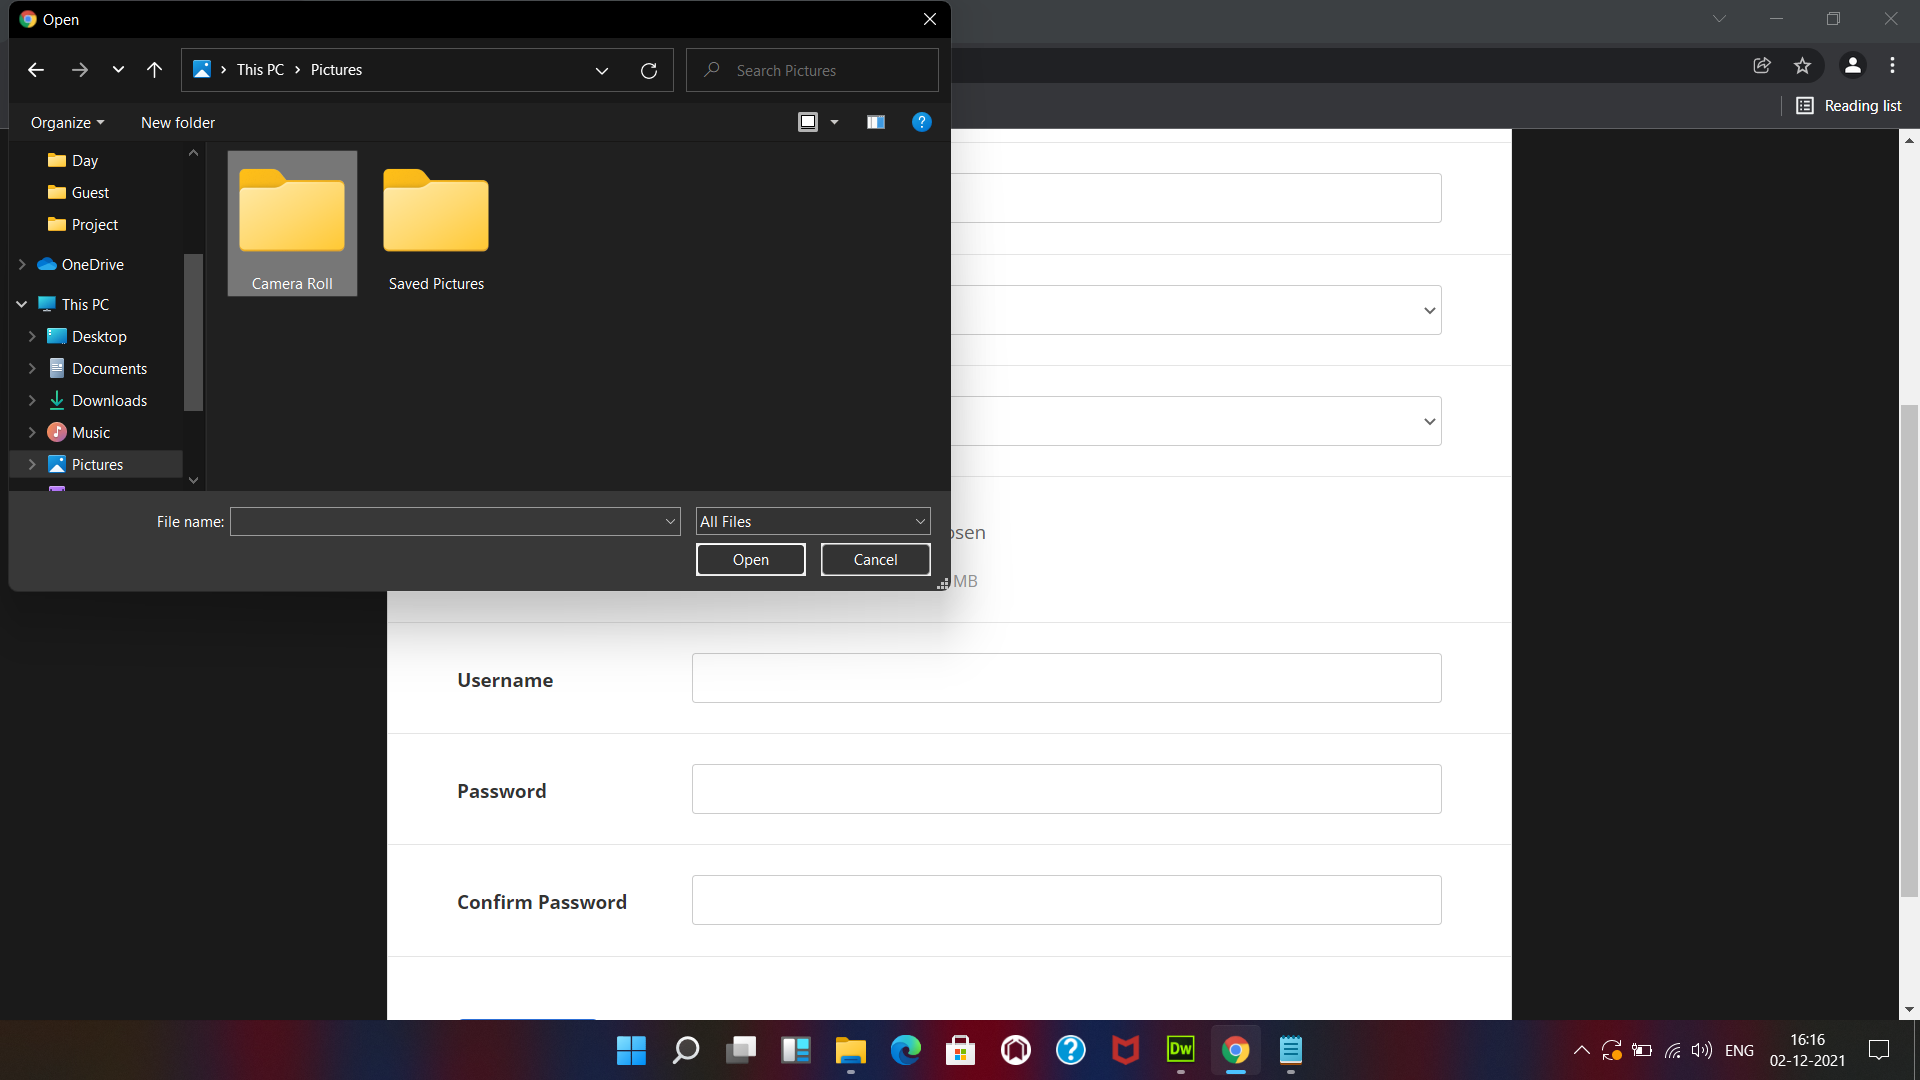 Open
This PC > Pictures
Search Pictures
Organize
New folder
Reading list
Day
Guest
Project
OneDrive
This PC
Desktop
Documents
Downloads
Music
Pictures
Camera Roll
Saved Pictures
File name:
All Files
Open
Cancel
MB
Username
Password
Confirm Password
Dw
ENG
16:16
02-12-2021